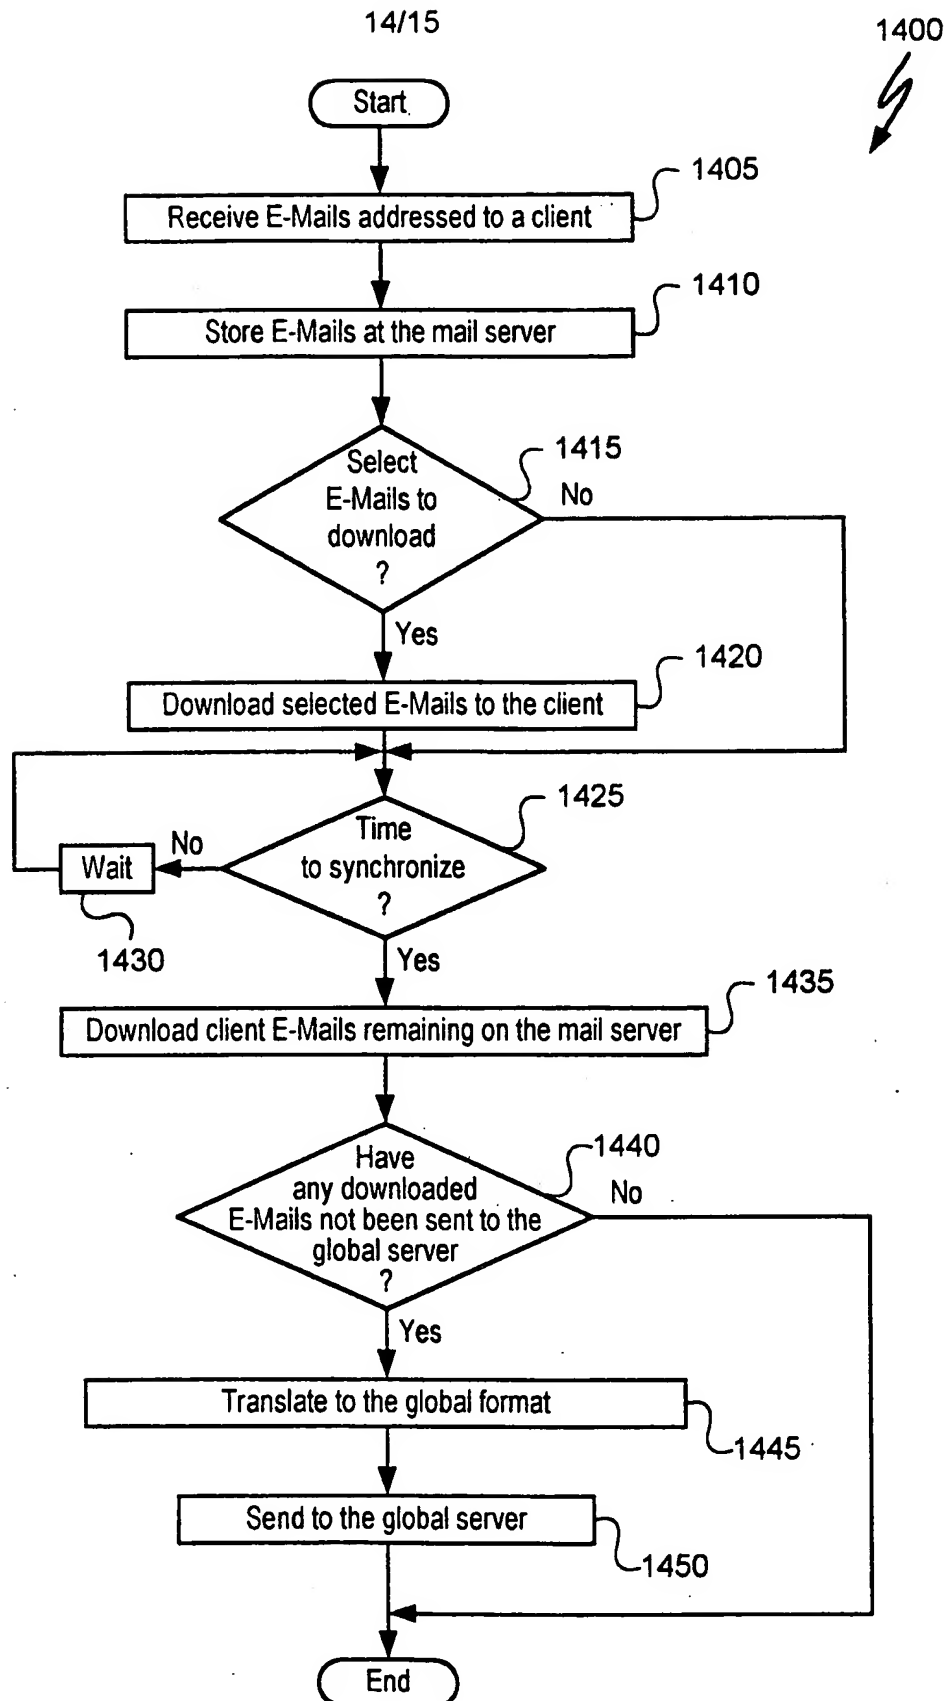 14/15
1400
Start
1405
Receive E-Mails addressed to a client
1410
Store E-Mails at the mail server
1415
Select
E-Mails to
download
?
No
Yes
1420
Download selected E-Mails to the client
1425
Time
to synchronize
?
No
Wait
1430
Yes
1435
Download client E-Mails remaining on the mail server
1440
Have
any downloaded
E-Mails not been sent to the
global server
?
No
Yes
Translate to the global format
1445
Send to the global server
1450
End